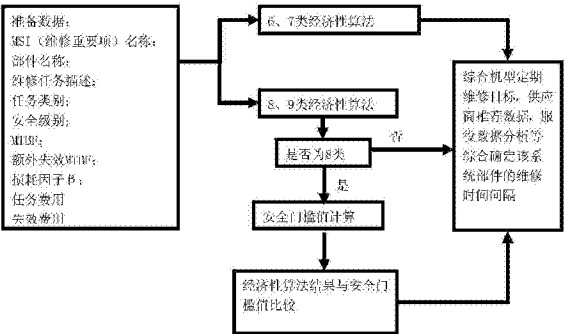 准备数据:
MSI（维修重要项）名称:
部件名称:
维修任务描述:
任务类别:
安全级别:
MTBF:
额外失效MTBF:
损耗因子β:
任务费用
失效费用
6、7类经济性算法
8、9类经济性算法
是否为8类
否
是
安全门槛值计算
经济性算法结果与安全门
槛值比较
综合机型定期
维修目标，供应
商推荐数据，服
役数据分析等
综合确定该系
统部件的维修
时间间隔